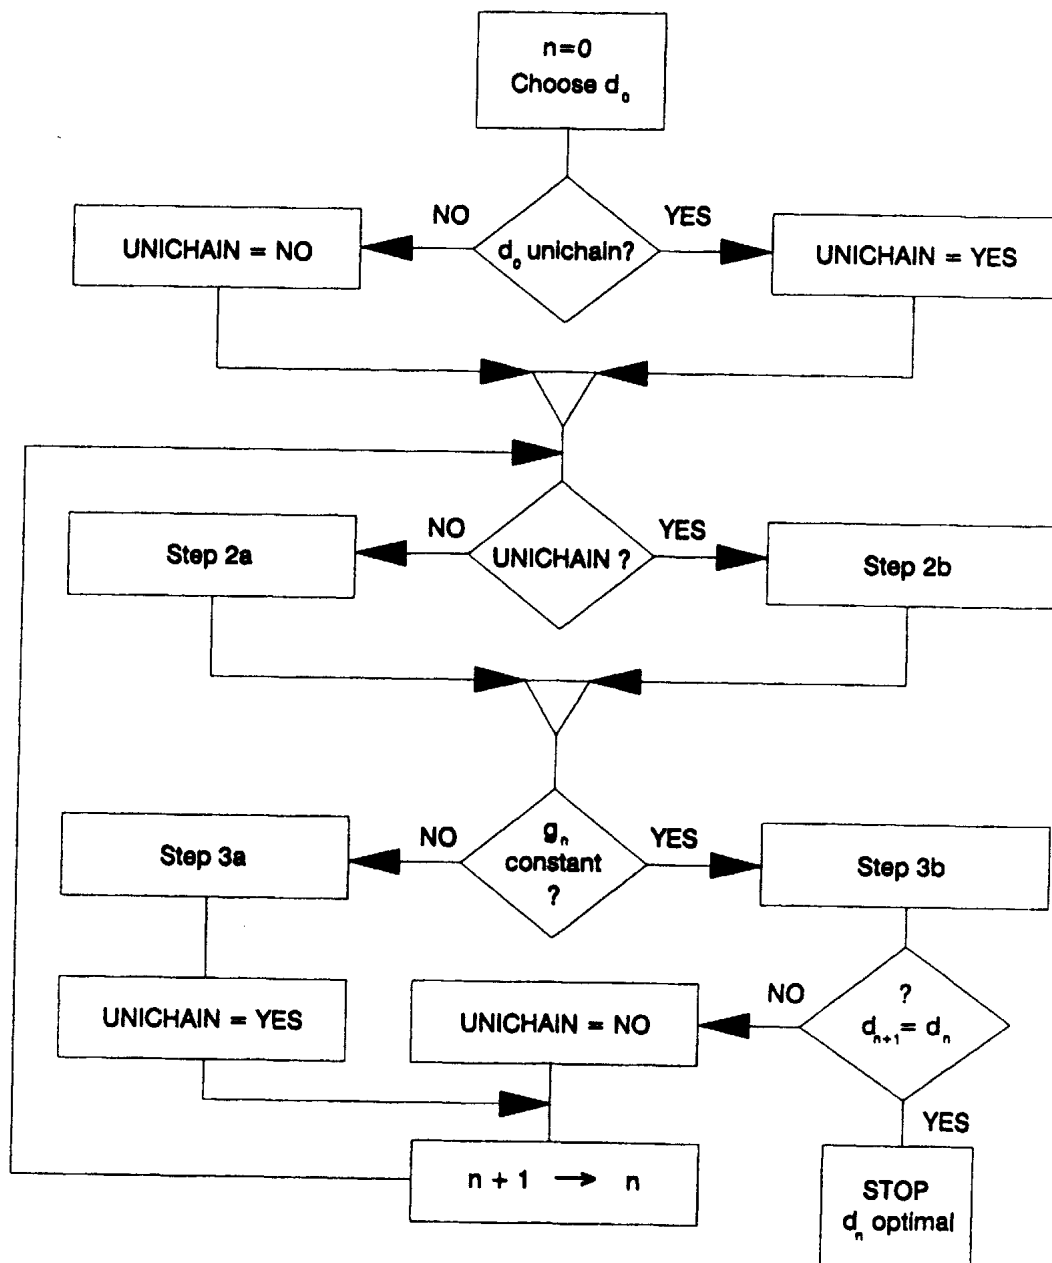 n=0
Choose d₀
NO
YES
UNICHAIN = NO
d₀ unichain?
UNICHAIN = YES
NO
YES
Step 2a
UNICHAIN ?
Step 2b
NO
YES
Step 3a
gₙ
constant
?
Step 3b
NO
?
UNICHAIN = YES
UNICHAIN = NO
dₙ₊₁ = dₙ
YES
n + 1 → n
STOP
dₙ optimal